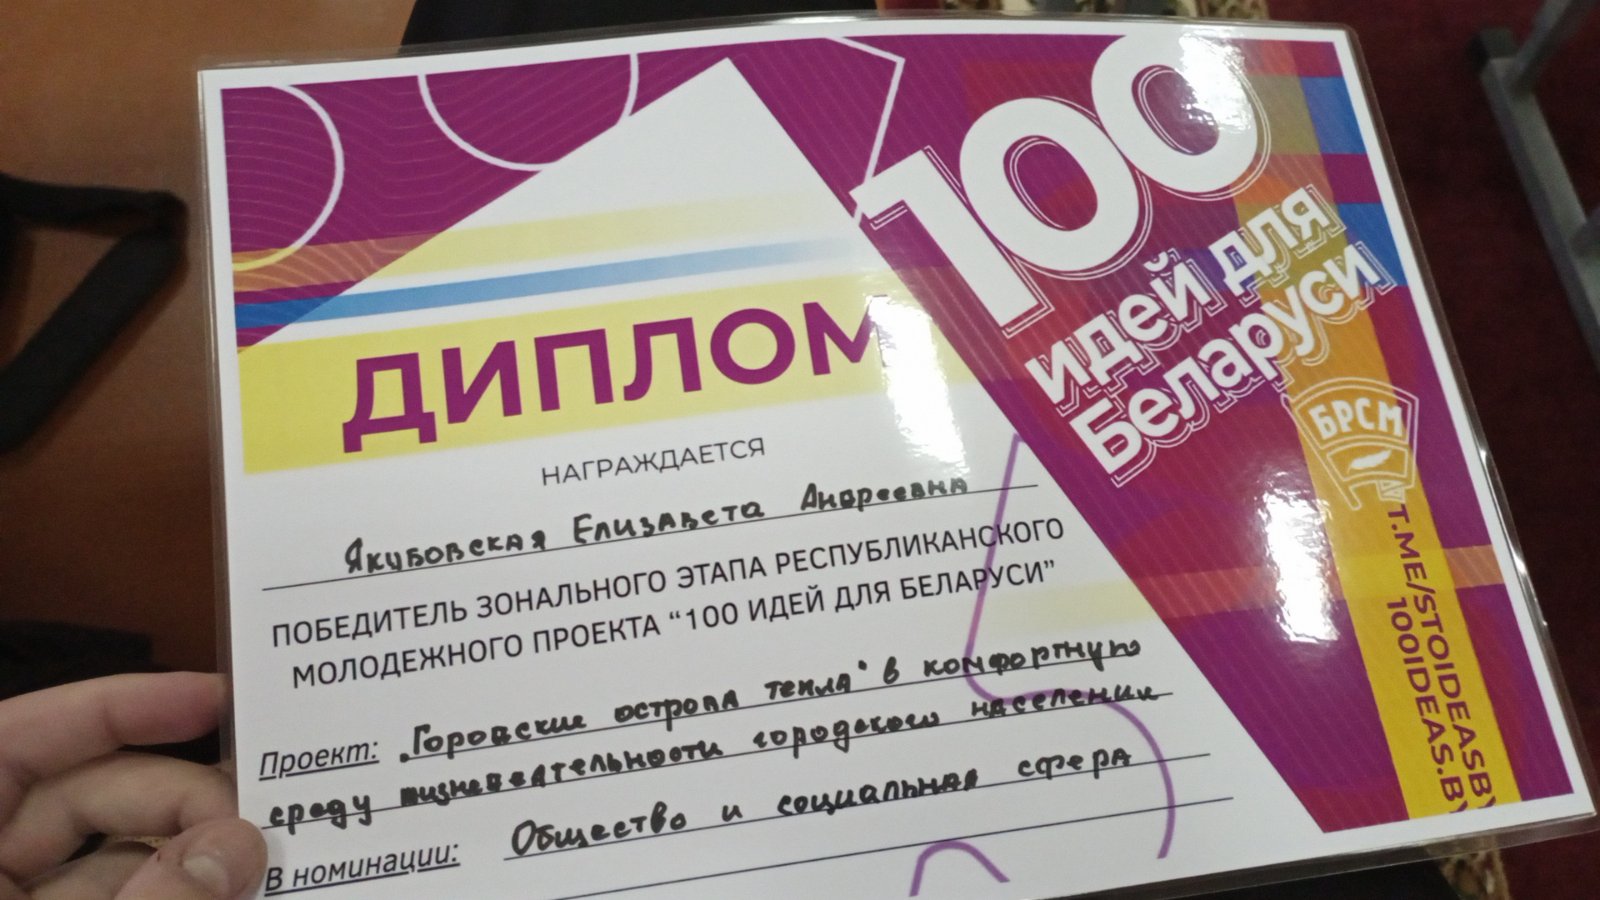 100
идей для
Беларуси
БРСМ
ДИПЛОМ
НАГРАЖДАЕТСЯ
Якубовская Елизавета Андреевна
ПОБЕДИТЕЛЬ ЗОНАЛЬНОГО ЭТАПА РЕСПУБЛИКАНСКОГО
МОЛОДЕЖНОГО ПРОЕКТА “100 ИДЕЙ ДЛЯ БЕЛАРУСИ”
Проект: „Городские острова тепла" в комфортную
среду жизнедеятельности городского населения
В номинации: Общество и социальная сфера
T.ME/STOIDEASBY
100IDEAS.BY